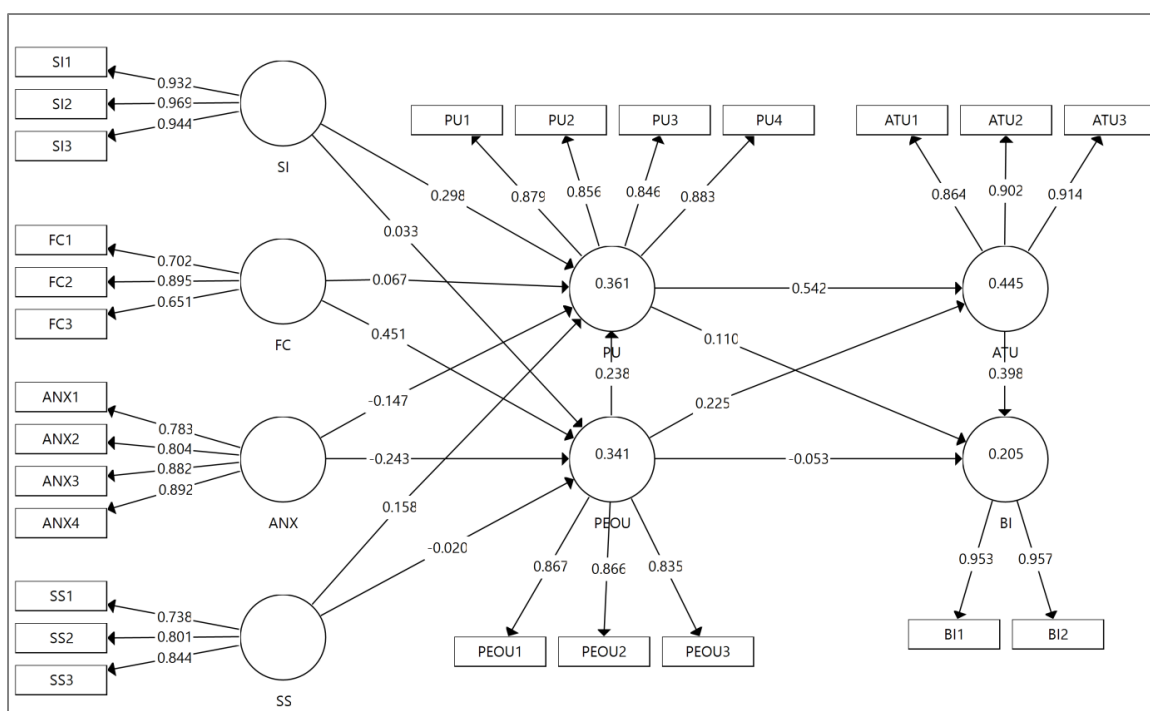 SI1
0.932
SI2
0.969
SI3
0.944
SI
FC1
0.702
FC2
0.895
FC3
0.651
FC
ANX1
0.783
ANX2
0.804
ANX3
0.882
ANX4
0.892
ANX
SS1
0.738
SS2
0.801
SS3
0.844
SS
0.298
0.033
0.067
0.451
-0.147
-0.243
0.158
-0.020
PU1
PU2
PU3
PU4
0.879
0.856
0.846
0.883
0.361
PU
0.238
0.341
PEOU
0.867
0.866
0.835
PEOU1
PEOU2
PEOU3
0.542
0.110
0.225
-0.053
ATU1
ATU2
ATU3
0.864
0.902
0.914
0.445
ATU
0.398
0.205
BI
0.953
0.957
BI1
BI2